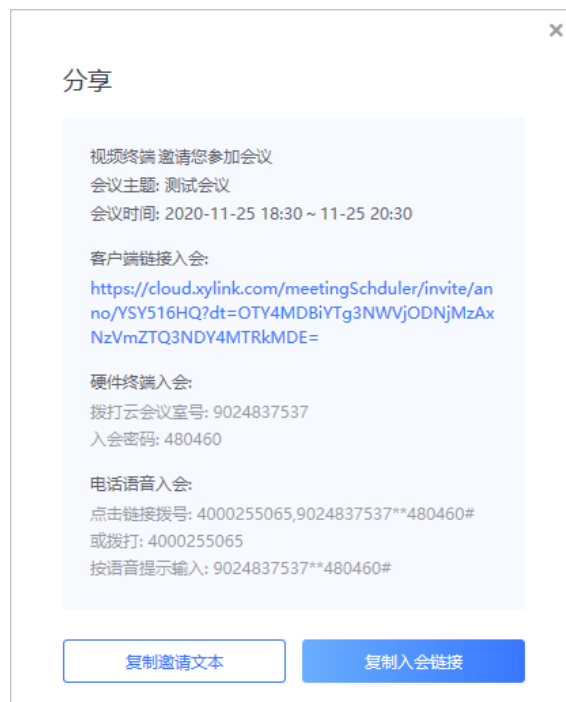 分享
视频终端 邀请您参加会议
会议主题: 测试会议
会议时间: 2020-11-25 18:30 ~ 11-25 20:30
客户端链接入会:
https://cloud.xylink.com/meetingSchduler/invite/an
no/YSY516HQ?dt=OTY4MDBiYTg3NWVjODNjMzAx
NzVmZTQ3NDY4MTRkMDE=
硬件终端入会:
拨打云会议室号: 9024837537
入会密码: 480460
电话语音入会:
点击链接拨号: 4000255065,9024837537**480460#
或拨打: 4000255065
按语音提示输入: 9024837537**480460#
复制邀请文本
复制入会链接